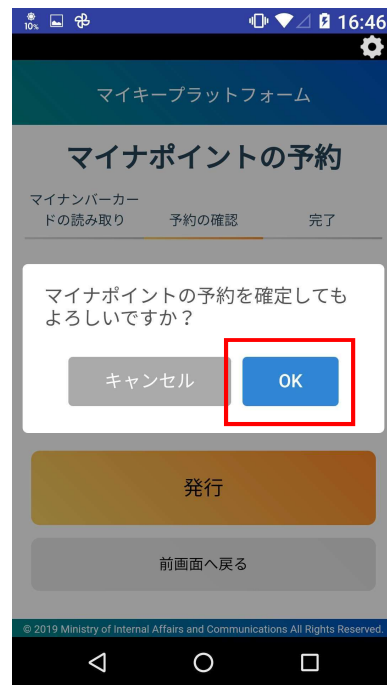 10%
16:46
マイキープラットフォーム
マイナポイントの予約
マイナンバーカー
ドの読み取り
予約の確認
完了
マイナポイントの予約を確定しても
よろしいですか？
キャンセル
OK
発行
前画面へ戻る
© 2019 Ministry of Internal Affairs and Communications All Rights Reserved.